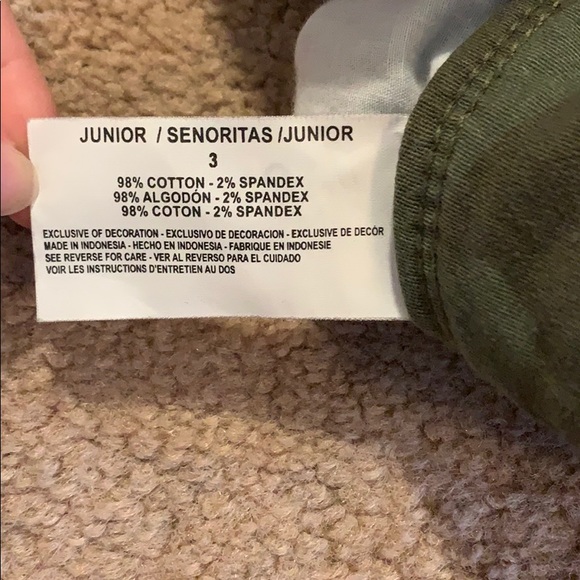 JUNIOR / SENORITAS /JUNIOR
3
98% COTTON - 2% SPANDEX
98% ALGODÓN - 2% SPANDEX
98% COTON - 2% SPANDEX
EXCLUSIVE OF DECORATION - EXCLUSIVO DE DECORACION - EXCLUSIVE DE DECÓR
MADE IN INDONESIA - HECHO EN INDONESIA - FABRIQUE EN INDONESIE
SEE REVERSE FOR CARE - VER AL REVERSO PARA EL CUIDADO
VOIR LES INSTRUCTIONS D'ENTRETIEN AU DOS